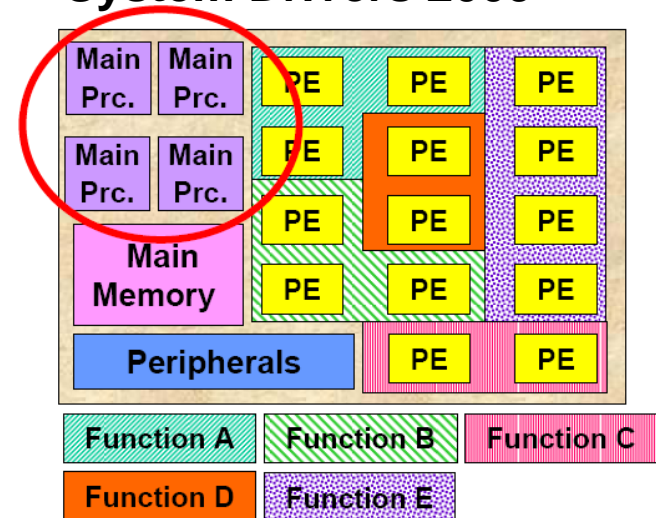 Main Prc.
Main Prc.
PE
PE
PE
PE
PE
PE
Main Prc.
Main Prc.
PE
PE
PE
Main Memory
PE
PE
PE
Peripherals
PE
PE
Function A
Function B
Function C
Function D
Function E